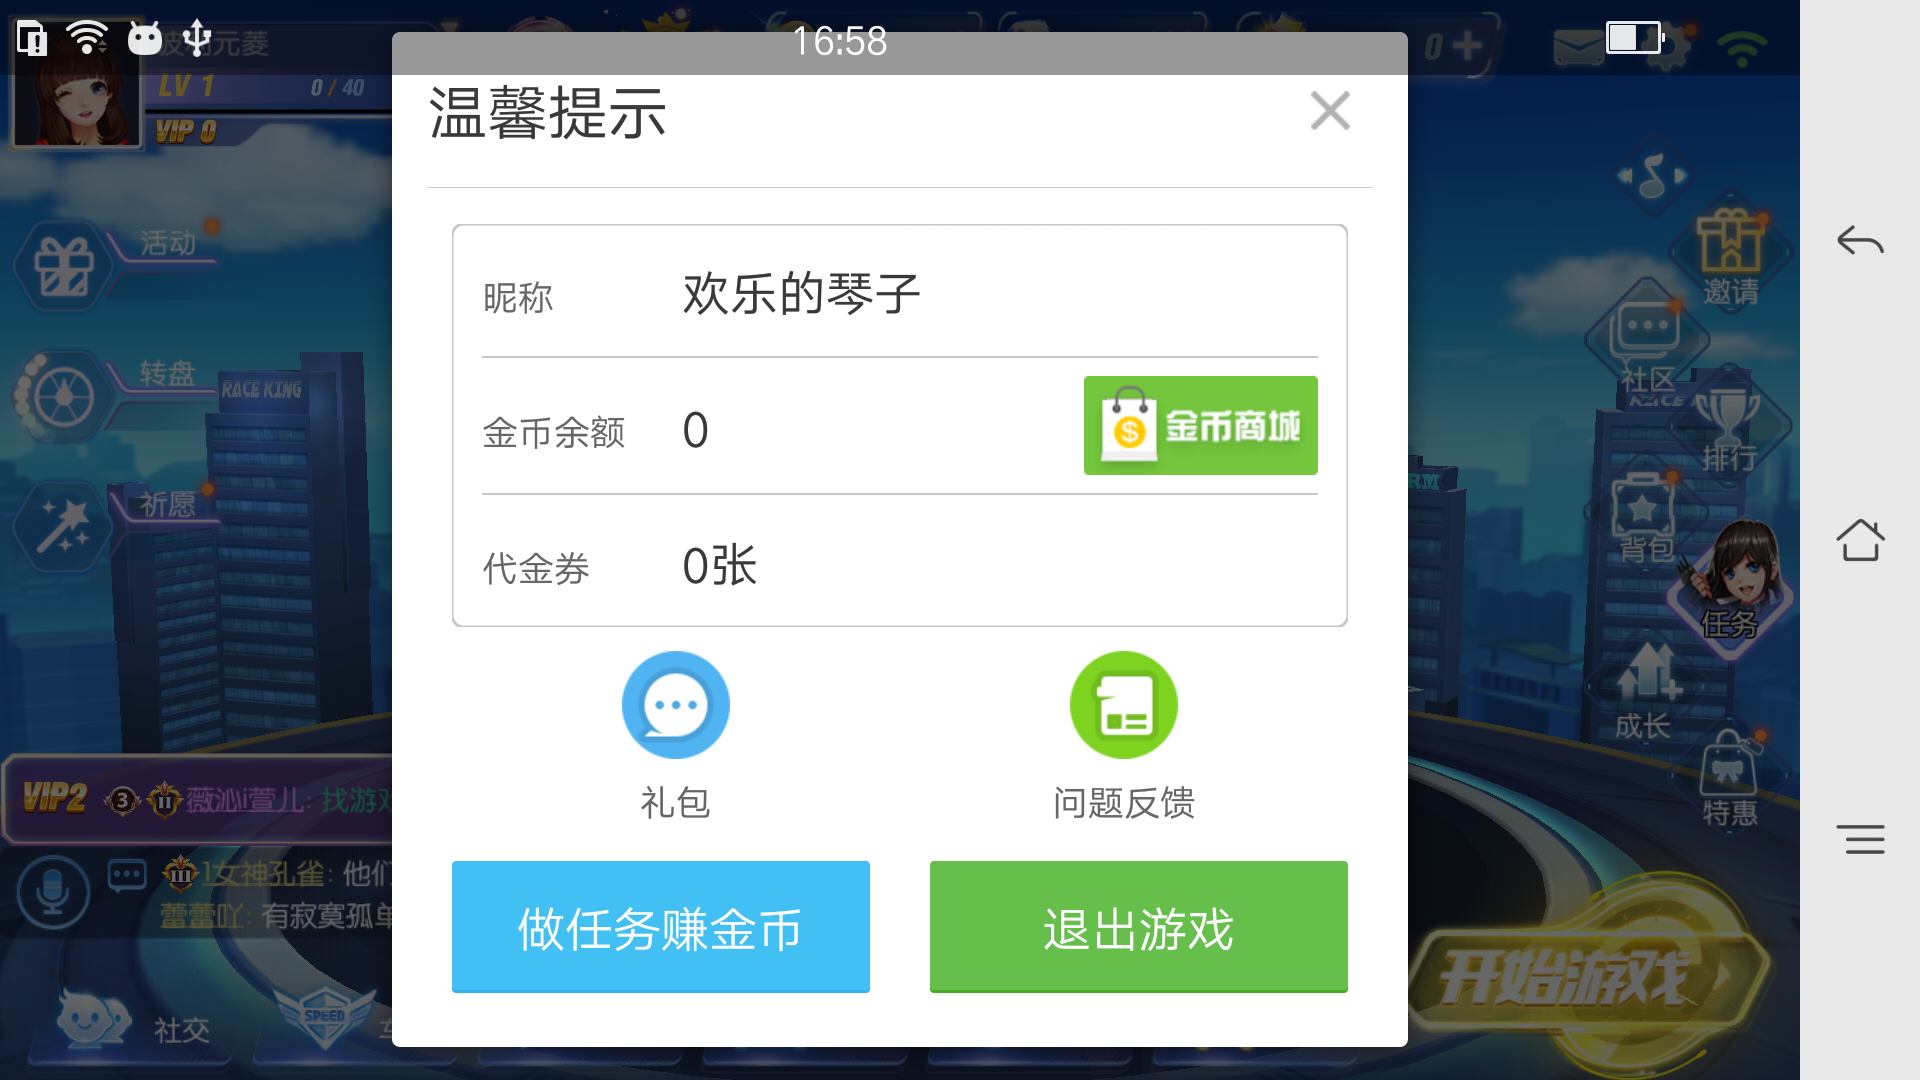 16:58
LV 1
0 / 40
VIP 0
0
温馨提示
昵称
欢乐的琴子
金币余额
0
金币商城
代金券
0张
礼包
问题反馈
做任务赚金币
退出游戏
活动
转盘
祈愿
RACE KING
VIP2
3
II
薇沁i萱儿: 找游戏
III
1女神孔雀: 他们
蕾蕾吖: 有寂寞孤单
社交
SPEED
邀请
社区
排行
背包
任务
成长
特惠
开始游戏